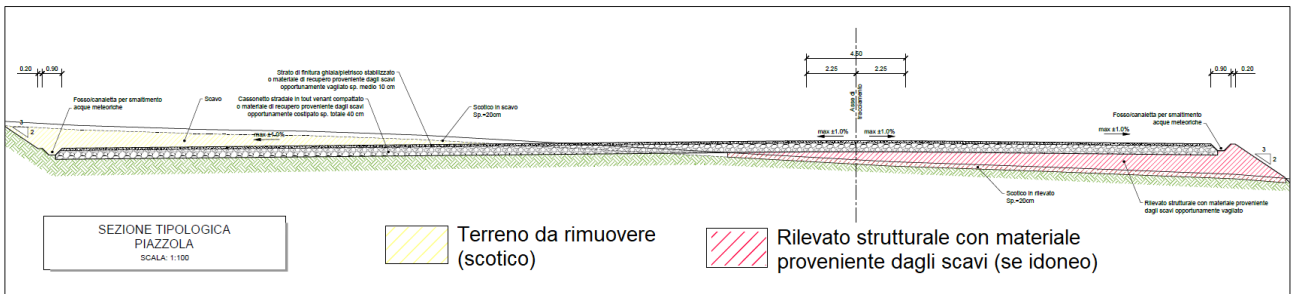 4.50
0.20
0.90
2.25
2.25
0.90
0.20
Strato di finitura ghiaia/pietrisco stabilizzato
o materiale di recupero proveniente dagli scavi
opportunamente vagliato sp. medio 10 cm
Fosso/canaletta per smaltimento
acque meteoriche
Scavo
Cassonetto stradale in tout venant compattato
o materiale di recupero proveniente dagli scavi
opportunamente costipato sp. totale 40 cm
Scotico in scavo
Sp.=20cm
Asse di
tracciamento
Fosso/canaletta per smaltimento
acque meteoriche
3
2
max ±1.0%
max ±1.0%
max ±1.0%
max ±1.0%
3
2
Scotico in rilevato
Sp.=20cm
Rilevato strutturale con materiale proveniente
dagli scavi opportunamente vagliato
SEZIONE TIPOLOGICA
PIAZZOLA
SCALA: 1:100
Terreno da rimuovere
(scotico)
Rilevato strutturale con materiale
proveniente dagli scavi (se idoneo)